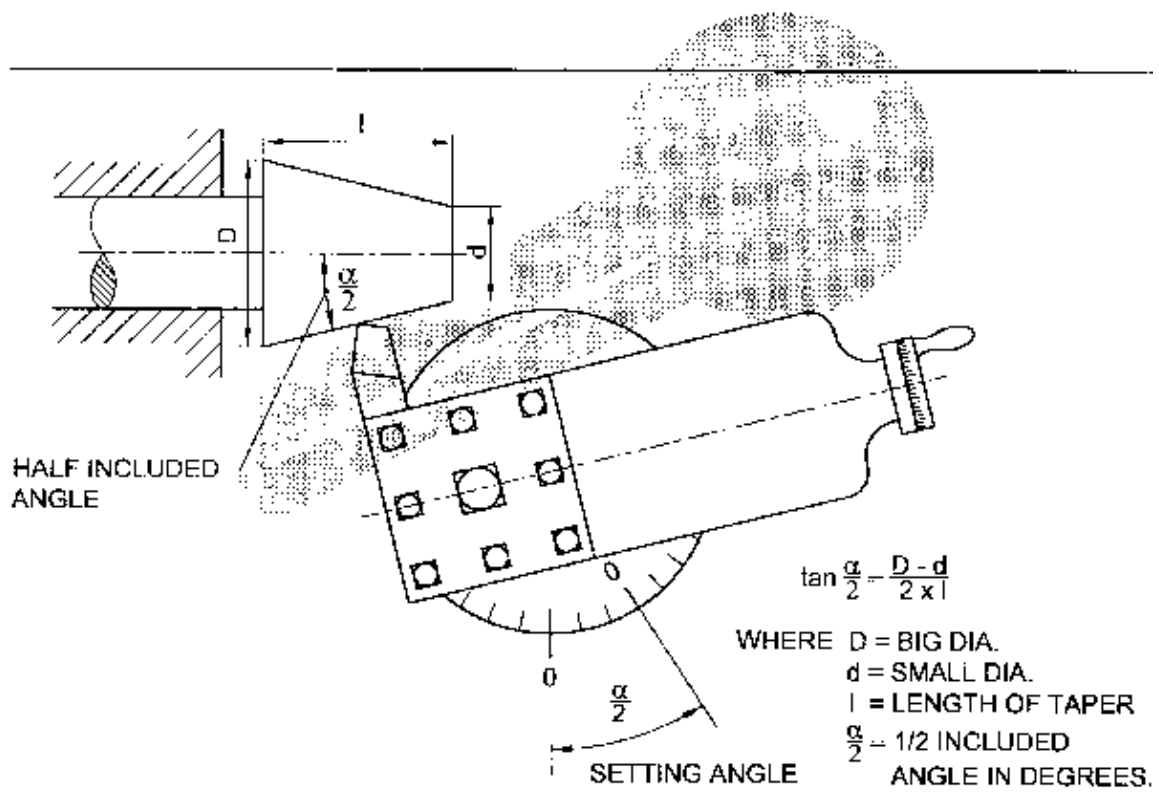 l
D
d
α/2
HALF INCLUDED
ANGLE
0
0
α/2
SETTING ANGLE
tan α/2 = D - d / 2 x l
WHERE D = BIG DIA.
d = SMALL DIA.
l = LENGTH OF TAPER
α/2 = 1/2 INCLUDED
ANGLE IN DEGREES.